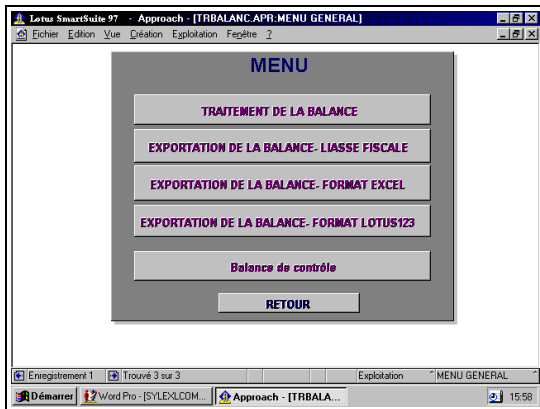 Lotus SmartSuite 97 - Approach - [TRBALANC.APR:MENU GENERAL]
Fichier Edition Vue Création Exploitation Fenêtre ?
MENU
TRAITEMENT DE LA BALANCE
EXPORTATION DE LA BALANCE- LIASSE FISCALE
EXPORTATION DE LA BALANCE- FORMAT EXCEL
EXPORTATION DE LA BALANCE- FORMAT LOTUS123
Balance de contrôle
RETOUR
Enregistrement 1 Trouvé 3 sur 3 Exploitation MENU GENERAL
Démarrer Word Pro - [SYLEXLCOM... Approach - [TRBALA... 15:58